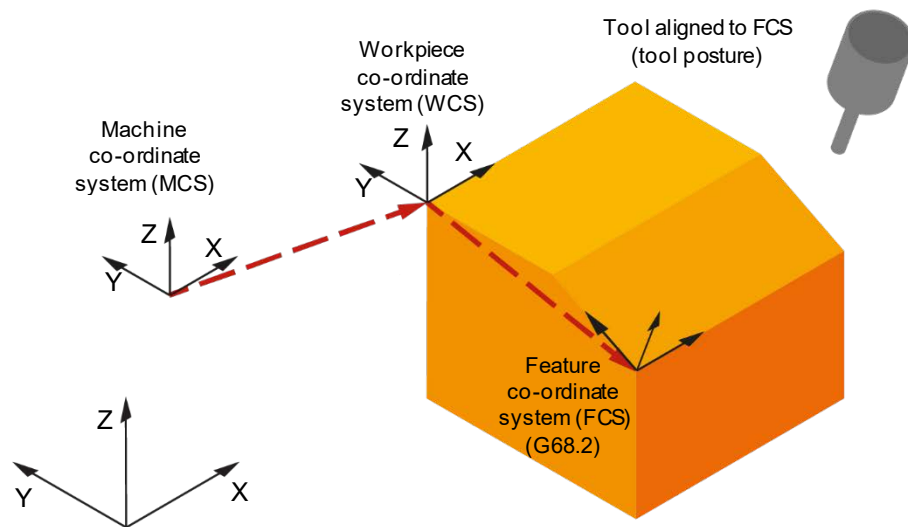 Tool aligned to FCS
(tool posture)
Workpiece
co-ordinate
system (WCS)
Z
X
Y
Machine
co-ordinate
system (MCS)
Z
X
Y
Feature
co-ordinate
system (FCS)
(G68.2)
Z
Y
X